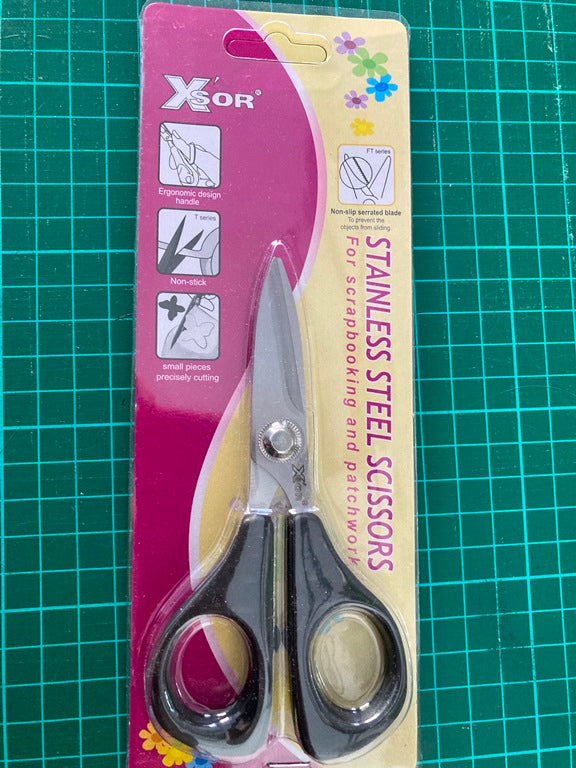 X'SOR®
Ergonomic design
handle
T series
Non-stick
small pieces
precisely cutting
FT series
Non-slip serrated blade
To prevent the
objects from sliding.
STAINLESS STEEL SCISSORS
For scrapbooking and patchwork
X'SOR®